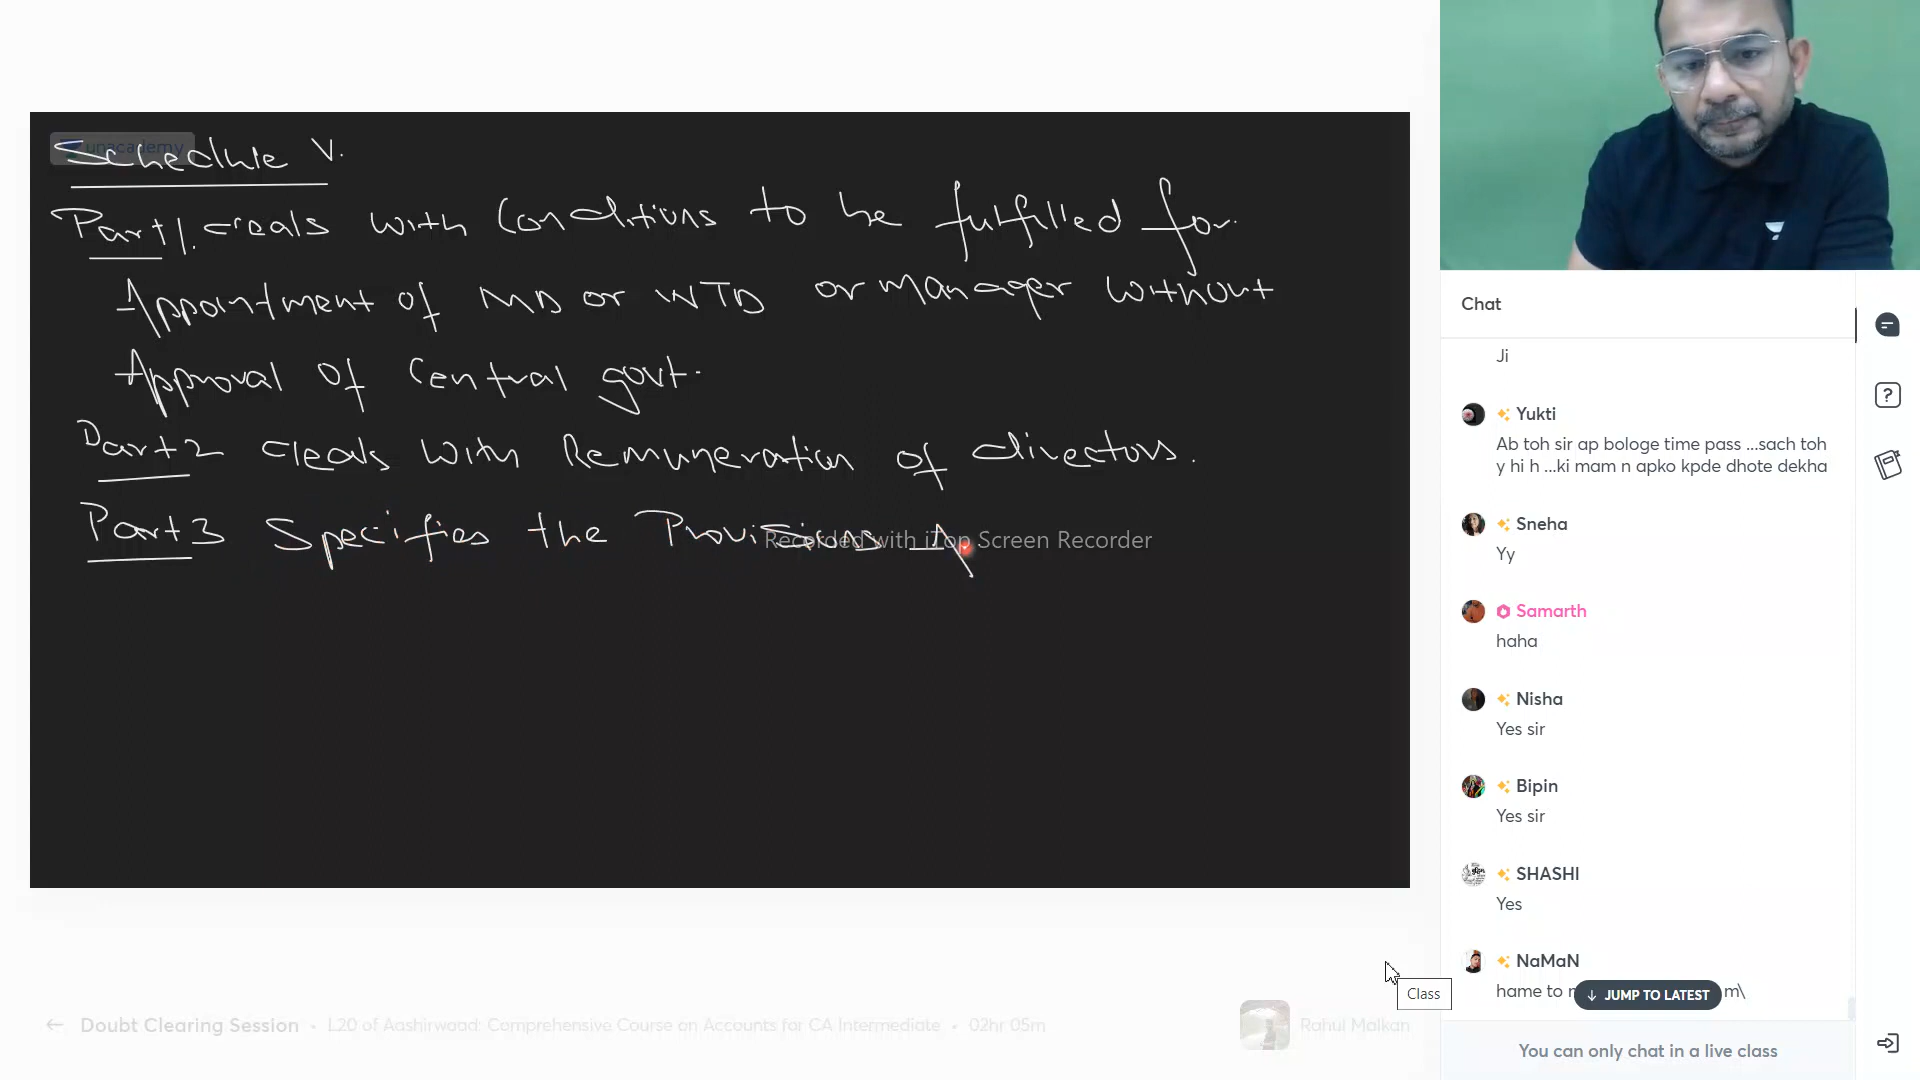 unacademy
Schedule V.
Part 1. deals with Conditions to be fulfilled for
Appointment of MD or WTD or manager without
Approval of Central govt.
Part 2 deals with Remuneration of directors.
Part 3 Specifies the Provisions Ap
Recorded with iTop Screen Recorder
Class
← Doubt Clearing Session • L20 of Aashirwaad: Comprehensive Course on Accounts for CA Intermediate • 02hr 05m
Rahul Malkan
Chat
Ji
Yukti
Ab toh sir ap bologe time pass ...sach toh
y hi h ...ki mam n apko kpde dhote dekha
Sneha
Yy
Samarth
haha
Nisha
Yes sir
Bipin
Yes sir
SHASHI
Yes
NaMaN
hame to m\
↓ JUMP TO LATEST
You can only chat in a live class